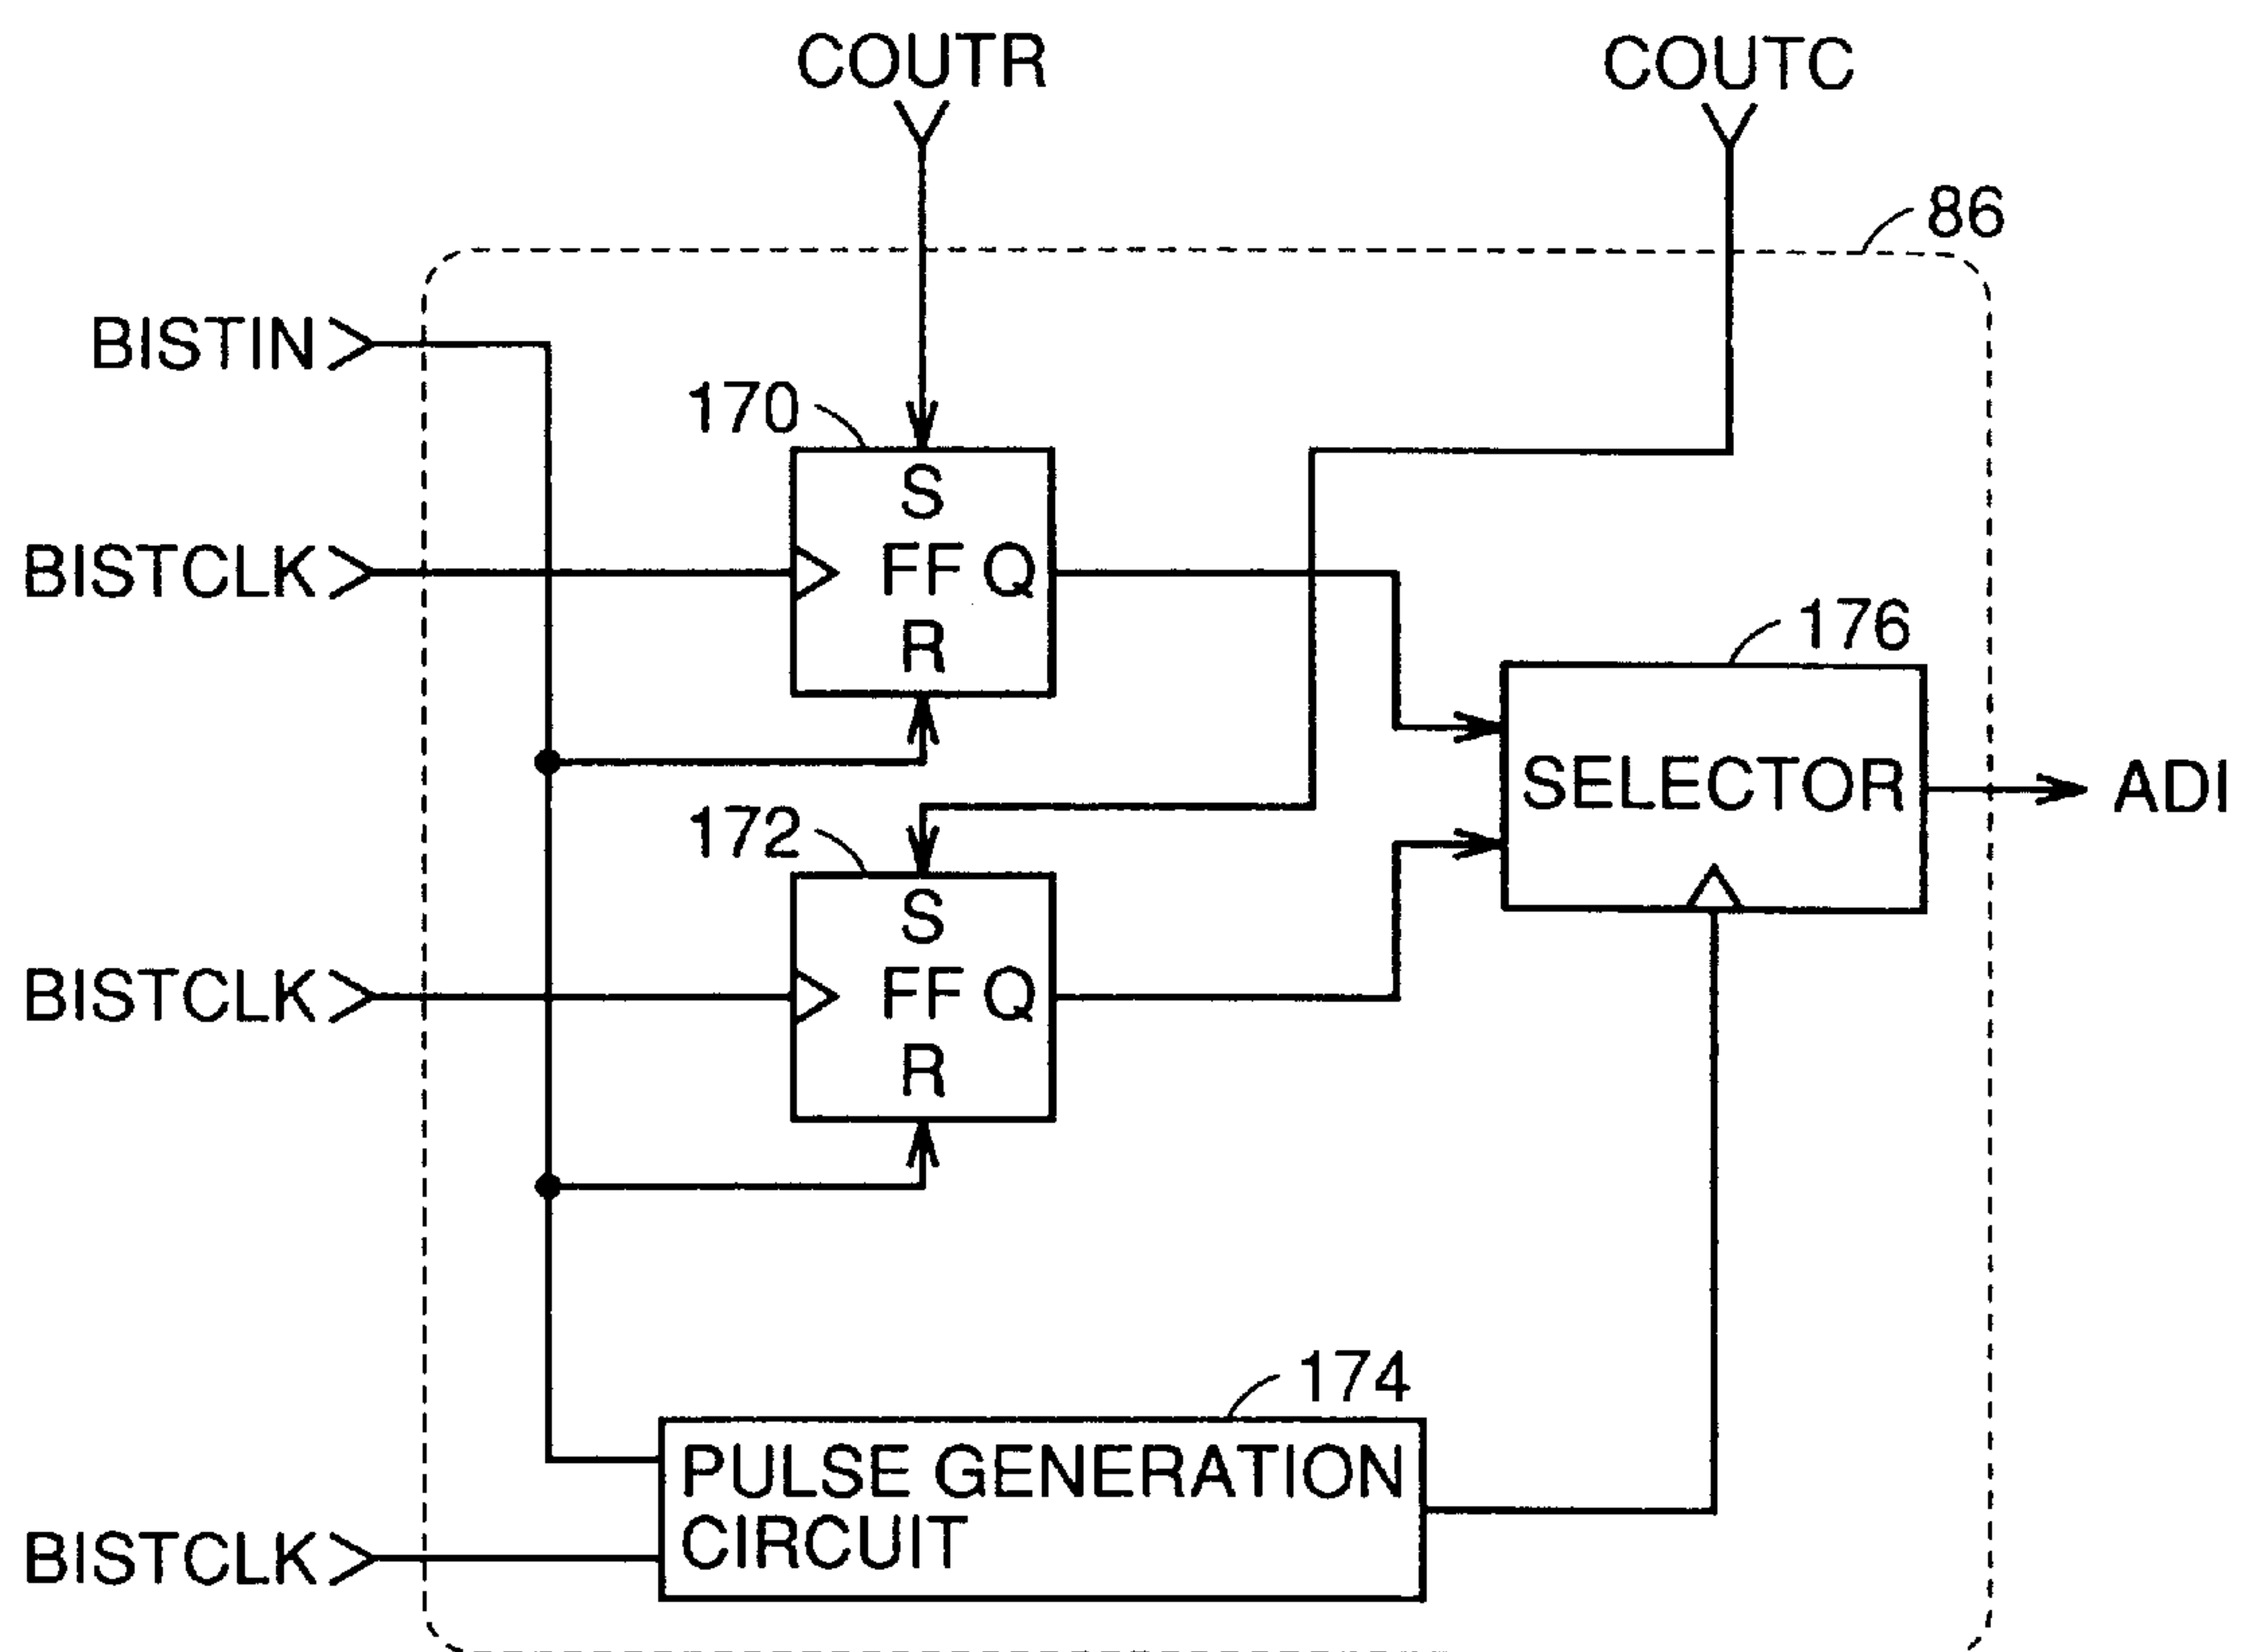 COUTR
COUTC
86
BISTIN
170
S
BISTCLK
FF Q
R
176
SELECTOR
ADI
172
S
BISTCLK
FF Q
R
174
PULSE GENERATION
CIRCUIT
BISTCLK